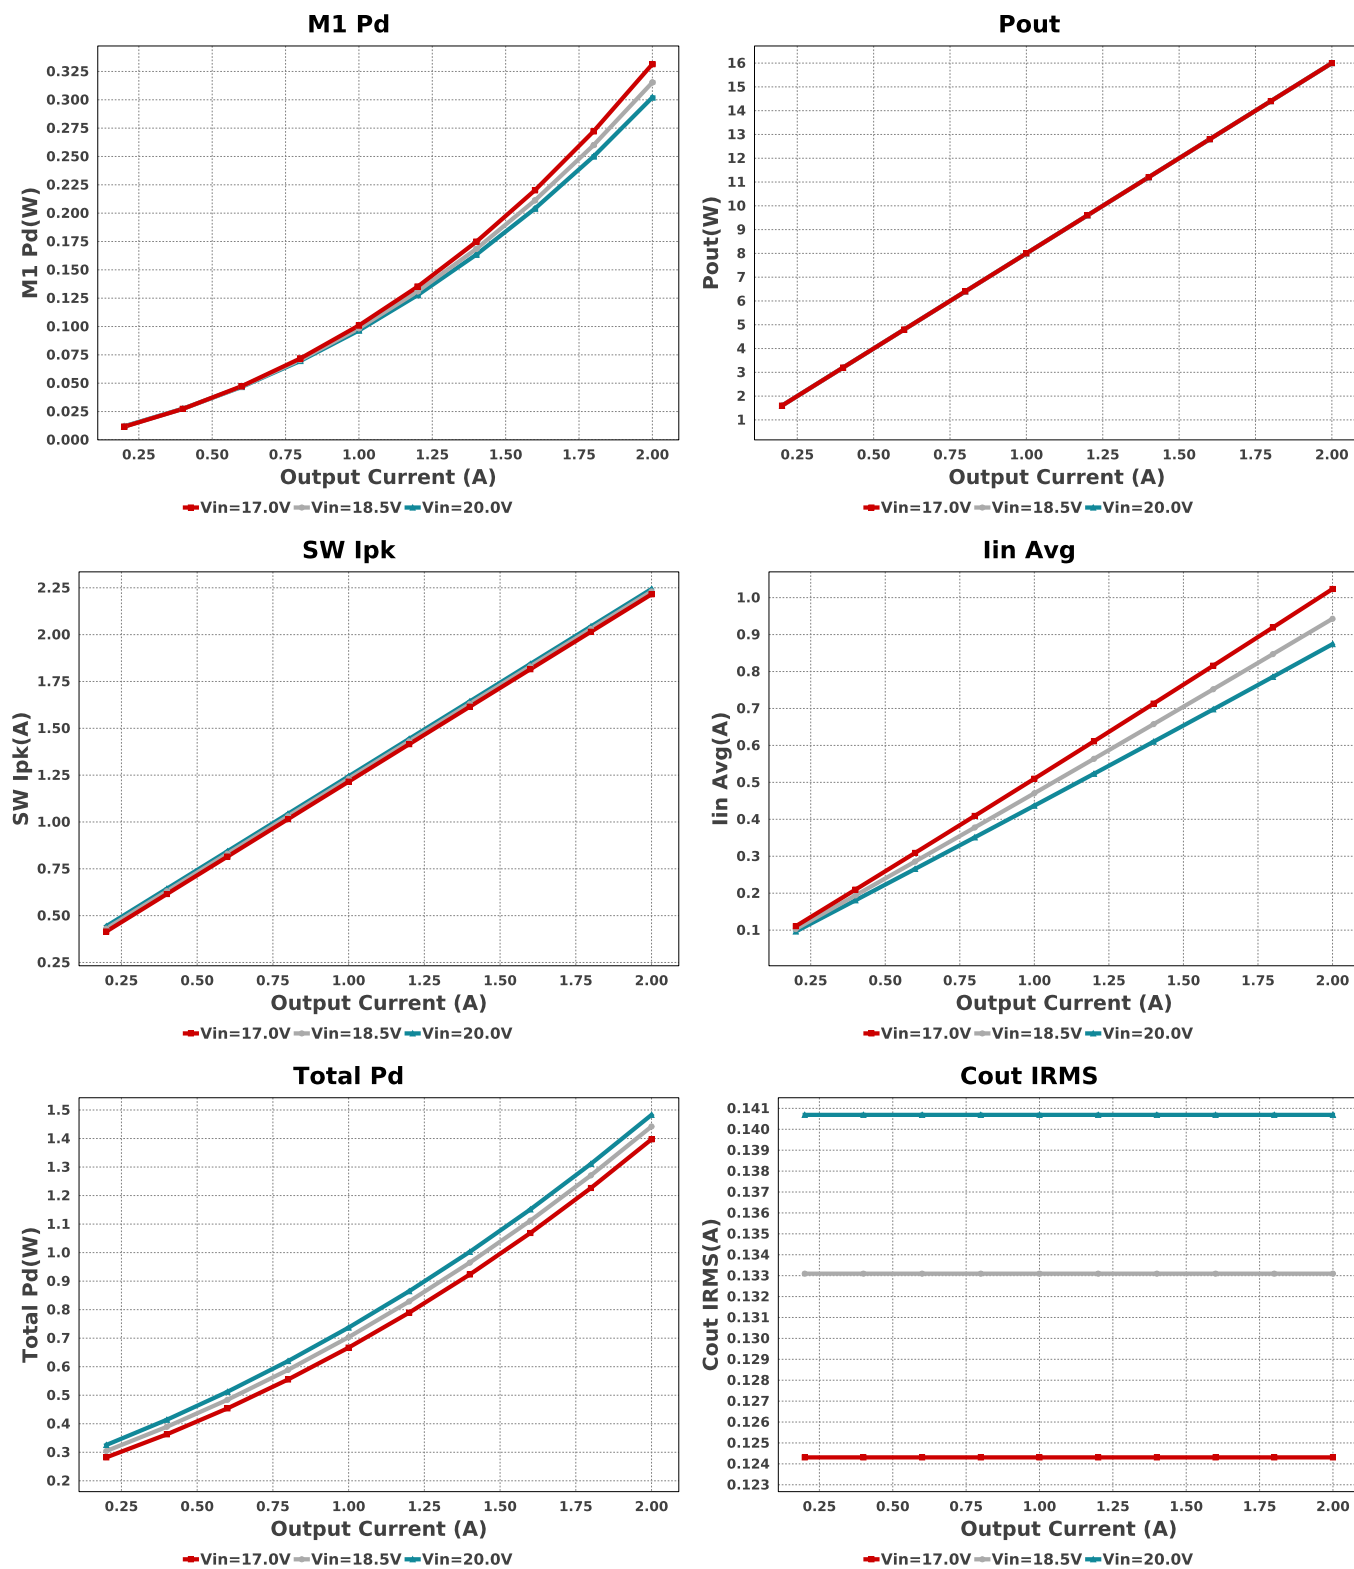 M1 Pd
M1 Pd(W)
0.325
0.300
0.275
0.250
0.225
0.200
0.175
0.150
0.125
0.100
0.075
0.050
0.025
0.000
0.25 0.50 0.75 1.00 1.25 1.50 1.75 2.00
Output Current (A)
Vin=17.0V Vin=18.5V Vin=20.0V
Pout
Pout(W)
16
15
14
13
12
11
10
9
8
7
6
5
4
3
2
1
0.25 0.50 0.75 1.00 1.25 1.50 1.75 2.00
Output Current (A)
Vin=17.0V Vin=18.5V Vin=20.0V
SW Ipk
SW Ipk(A)
2.25
2.00
1.75
1.50
1.25
1.00
0.75
0.50
0.25
0.25 0.50 0.75 1.00 1.25 1.50 1.75 2.00
Output Current (A)
Vin=17.0V Vin=18.5V Vin=20.0V
Iin Avg
Iin Avg(A)
1.0
0.9
0.8
0.7
0.6
0.5
0.4
0.3
0.2
0.1
0.25 0.50 0.75 1.00 1.25 1.50 1.75 2.00
Output Current (A)
Vin=17.0V Vin=18.5V Vin=20.0V
Total Pd
Total Pd(W)
1.5
1.4
1.3
1.2
1.1
1.0
0.9
0.8
0.7
0.6
0.5
0.4
0.3
0.2
0.25 0.50 0.75 1.00 1.25 1.50 1.75 2.00
Output Current (A)
Vin=17.0V Vin=18.5V Vin=20.0V
Cout IRMS
Cout IRMS(A)
0.141
0.140
0.139
0.138
0.137
0.136
0.135
0.134
0.133
0.132
0.131
0.130
0.129
0.128
0.127
0.126
0.125
0.124
0.123
0.25 0.50 0.75 1.00 1.25 1.50 1.75 2.00
Output Current (A)
Vin=17.0V Vin=18.5V Vin=20.0V